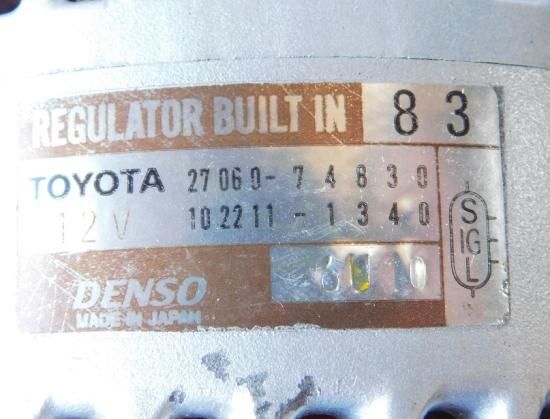 REGULATOR BUILT IN 83
TOYOTA 27060-74830
12V 102211-1340
S
IG
L
DENSO
MADE IN JAPAN